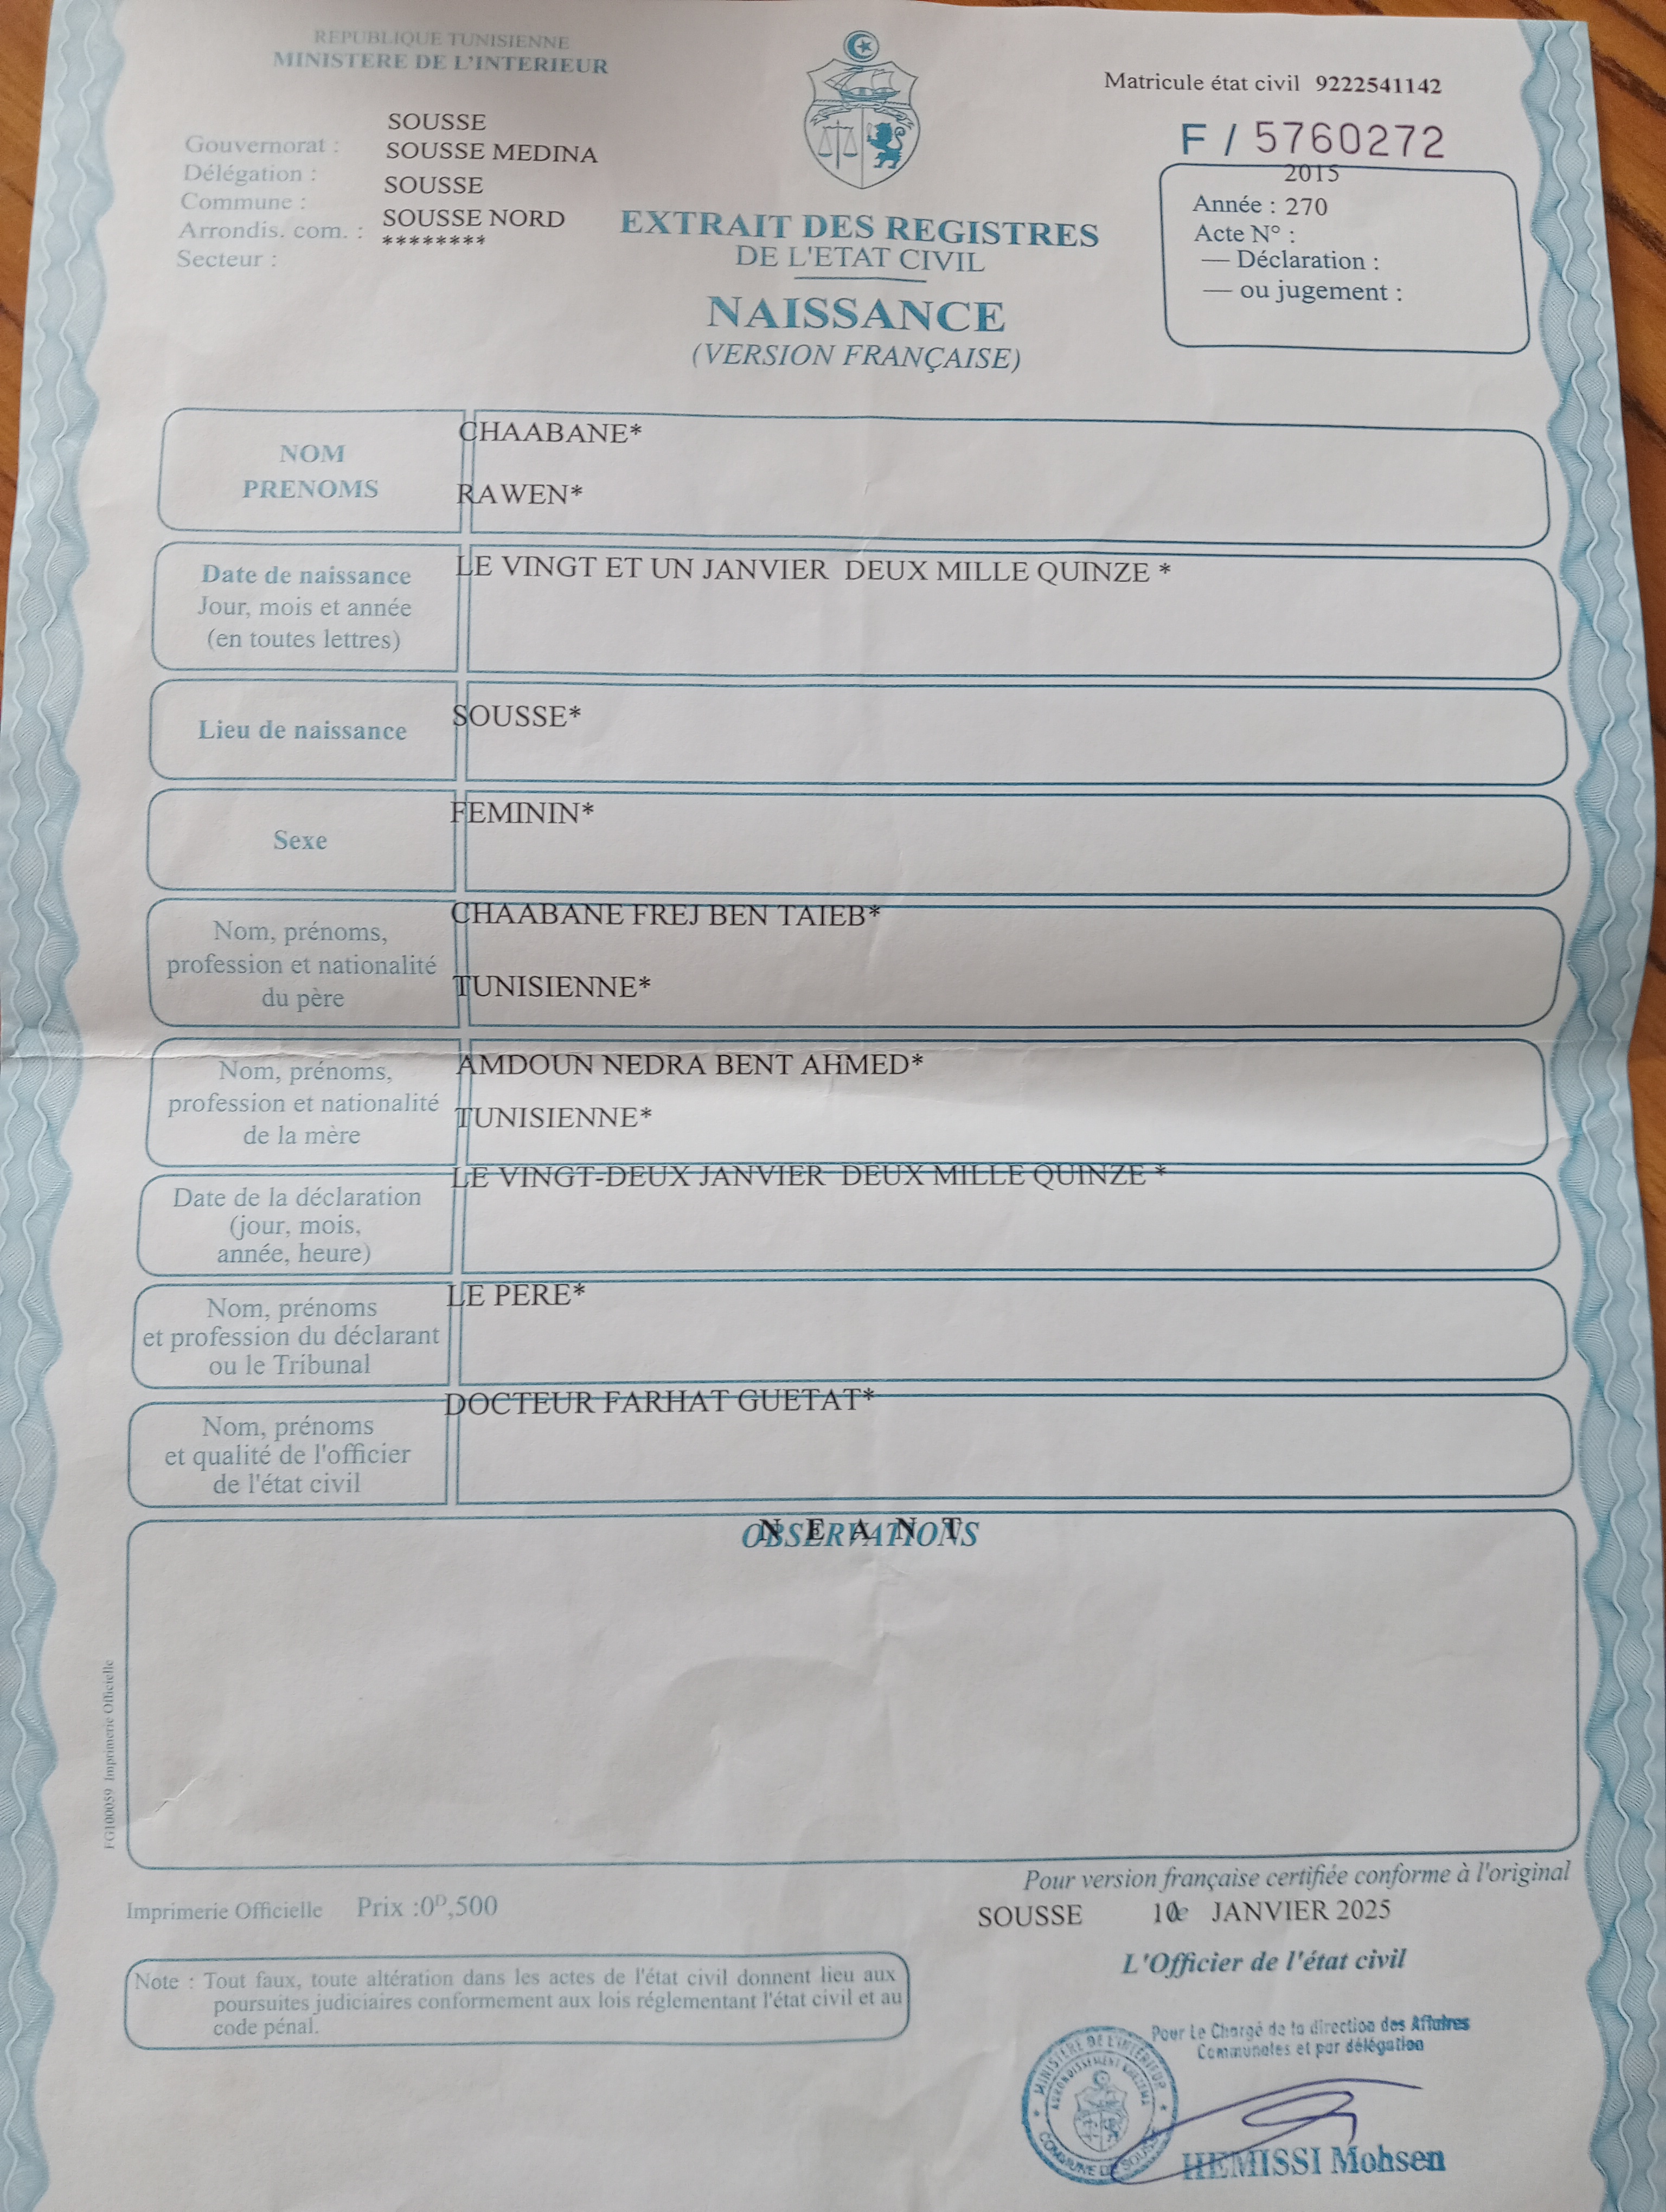 REPUBLIQUE TUNISIENNE
MINISTERE DE L'INTERIEUR
Matricule état civil 9222541142
F / 5760272
SOUSSE
Gouvernorat :
SOUSSE MEDINA
Délégation :
SOUSSE
Commune :
SOUSSE NORD
Arrondis. com. :
********
Secteur :
2015
Année : 270
Acte N° :
— Déclaration :
— ou jugement :
EXTRAIT DES REGISTRES
DE L'ETAT CIVIL
NAISSANCE
(VERSION FRANÇAISE)
NOM
PRENOMS
CHAABANE*
RAWEN*
Date de naissance
Jour, mois et année
(en toutes lettres)
LE VINGT ET UN JANVIER DEUX MILLE QUINZE *
Lieu de naissance
SOUSSE*
Sexe
FEMININ*
Nom, prénoms,
profession et nationalité
du père
CHAABANE FREJ BEN TAIEB*
TUNISIENNE*
Nom, prénoms,
profession et nationalité
de la mère
AMDOUN NEDRA BENT AHMED*
TUNISIENNE*
Date de la déclaration
(jour, mois,
année, heure)
LE VINGT-DEUX JANVIER DEUX MILLE QUINZE *
Nom, prénoms
et profession du déclarant
ou le Tribunal
LE PERE*
Nom, prénoms
et qualité de l'officier
de l'état civil
DOCTEUR FARHAT GUETAT*
OBSERVATIONS
N E A N T
FG100059 Imprimerie Officielle
Pour version française certifiée conforme à l'original
Imprimerie Officielle Prix :0ᴰ,500
SOUSSE 10 JANVIER 2025
L'Officier de l'état civil
Note : Tout faux, toute altération dans les actes de l'état civil donnent lieu aux
poursuites judiciaires conformement aux lois réglementant l'état civil et au
code pénal.
Pour Le Chargé de la direction des Affaires
Communales et par délégation
MINISTERE DE L'INTERIEUR
COMMUNE DE SOUSSE
HEMISSI Mohsen